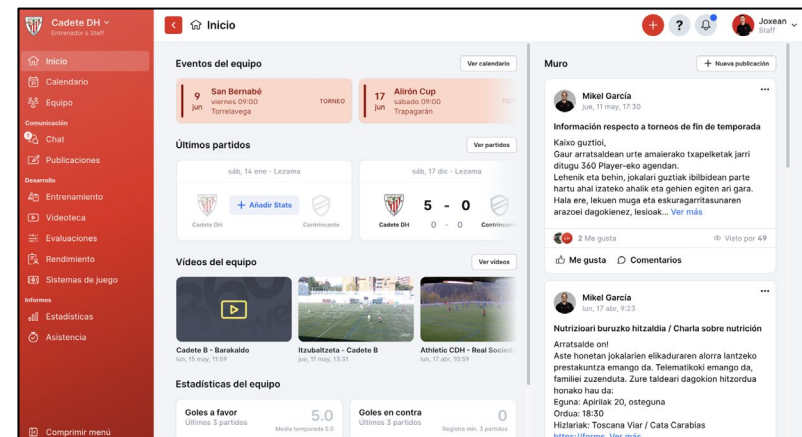 Cadete DH
Entrenador o Staff
Inicio
Calendario
Equipo
Comunicación
Chat
Publicaciones
Desarrollo
Entrenamiento
Videoteca
Evaluaciones
Rendimiento
Sistemas de juego
Informes
Estadísticas
Asistencia
Comprimir menú
Inicio
+ ?
Joxean
Staff
Eventos del equipo
Ver calendario
9 jun
San Bernabé
viernes 09:00
Torrelavega
TORNEO
17 jun
Alirón Cup
sábado 09:00
Trapagarán
Últimos partidos
Ver partidos
sáb, 14 ene - Lezama
+ Añadir Stats
Cadete DH
Contrincante
sáb, 17 dic - Lezama
5 - 0
Cadete DH 0 - 0
Vídeos del equipo
Ver vídeos
Cadete B - Barakaldo
lun, 15 may, 11:59
Itzubaltzeta - Cadete B
jue, 11 may, 13:31
Athletic CDH - Real Socieda
lun, 17 abr, 10:59
Estadísticas del equipo
Goles a favor
Últimos 3 partidos
5.0
Media temporada 5.0
Goles en contra
Últimos 3 partidos
0
Registra mín. 3 partidos
Muro
+ Nueva publicación
Mikel García
jue, 11 may, 17:30
Información respecto a torneos de fin de temporada
Kaixo guztioi,
Gaur arratsaldean urte amaierako txapelketak jarri
ditugu 360 Player-eko agendan.
Lehenik eta behin, jokalari guztiak ibilbidean parte
hartu ahal izateko ahalik eta gehien egiten ari gara.
Hala ere, lekuen muga eta eskuragarritasunaren
arazoei dagokienez, lesioak... Ver más
2 Me gusta
Visto por 49
Me gusta
Comentarios
Mikel García
lun, 17 abr, 9:23
Nutrizioari buruzko hitzaldia / Charla sobre nutrición
Arratsalde on!
Aste honetan jokalarien elikaduraren alorra lantzeko
prestakuntza emango da. Telematikoki emango da,
familiei zuzenduta. Zure taldeari dagokion hitzordua
honako hau da:
Eguna: Apirilak 20, osteguna
Ordua: 18:30
Hizlariak: Toscana Viar / Cata Carabias
https://forms. Ver más